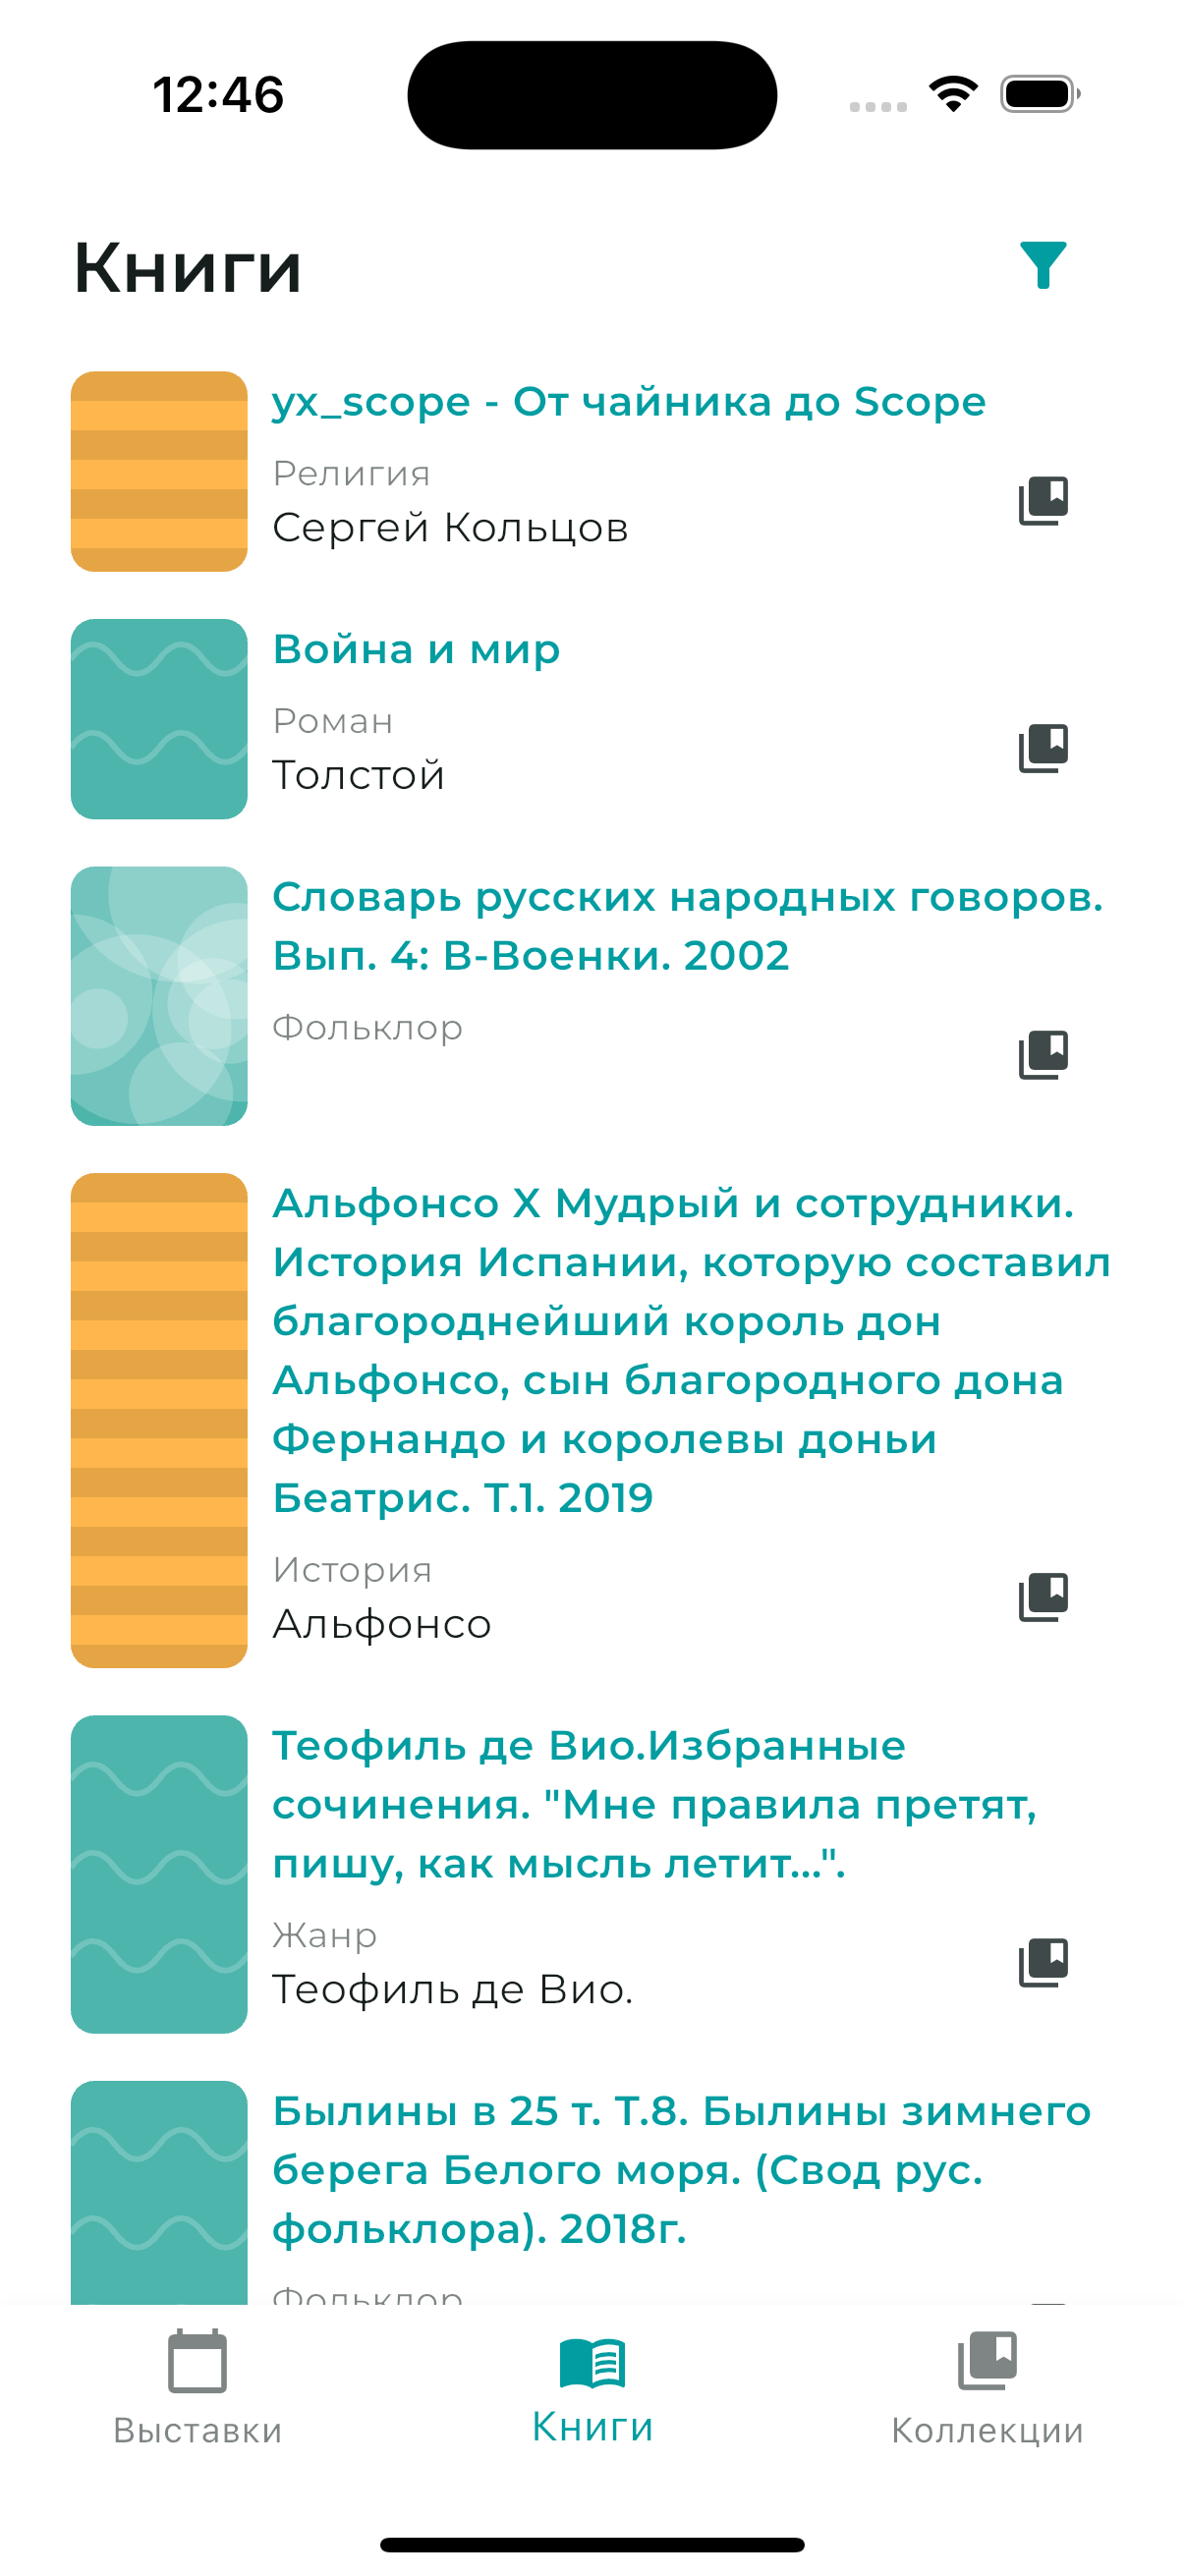 12:46
Книги
yx_scope - От чайника до Scope
Религия
Сергей Кольцов
Война и мир
Роман
Толстой
Словарь русских народных говоров.
Вып. 4: В-Военки. 2002
Фольклор
Альфонсо X Мудрый и сотрудники.
История Испании, которую составил
благороднейший король дон
Альфонсо, сын благородного дона
Фернандо и королевы доньи
Беатрис. Т.1. 2019
История
Альфонсо
Теофиль де Вио.Избранные
сочинения. "Мне правила претят,
пишу, как мысль летит...".
Жанр
Теофиль де Вио.
Былины в 25 т. Т.8. Былины зимнего
берега Белого моря. (Свод рус.
фольклора). 2018г.
Фольклор
Выставки
Книги
Коллекции